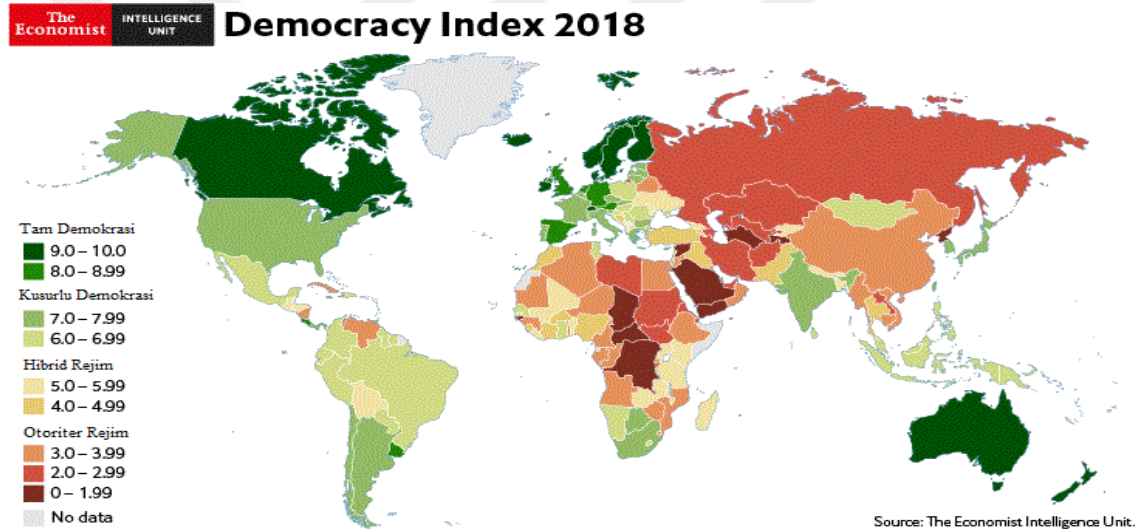 The
Economist
INTELLIGENCE
UNIT
Democracy Index 2018
Tam Demokrasi
9.0 – 10.0
8.0 – 8.99
Kusurlu Demokrasi
7.0 – 7.99
6.0 – 6.99
Hibrid Rejim
5.0 – 5.99
4.0 – 4.99
Otoriter Rejim
3.0 – 3.99
2.0 – 2.99
0 – 1.99
No data
Source: The Economist Intelligence Unit.